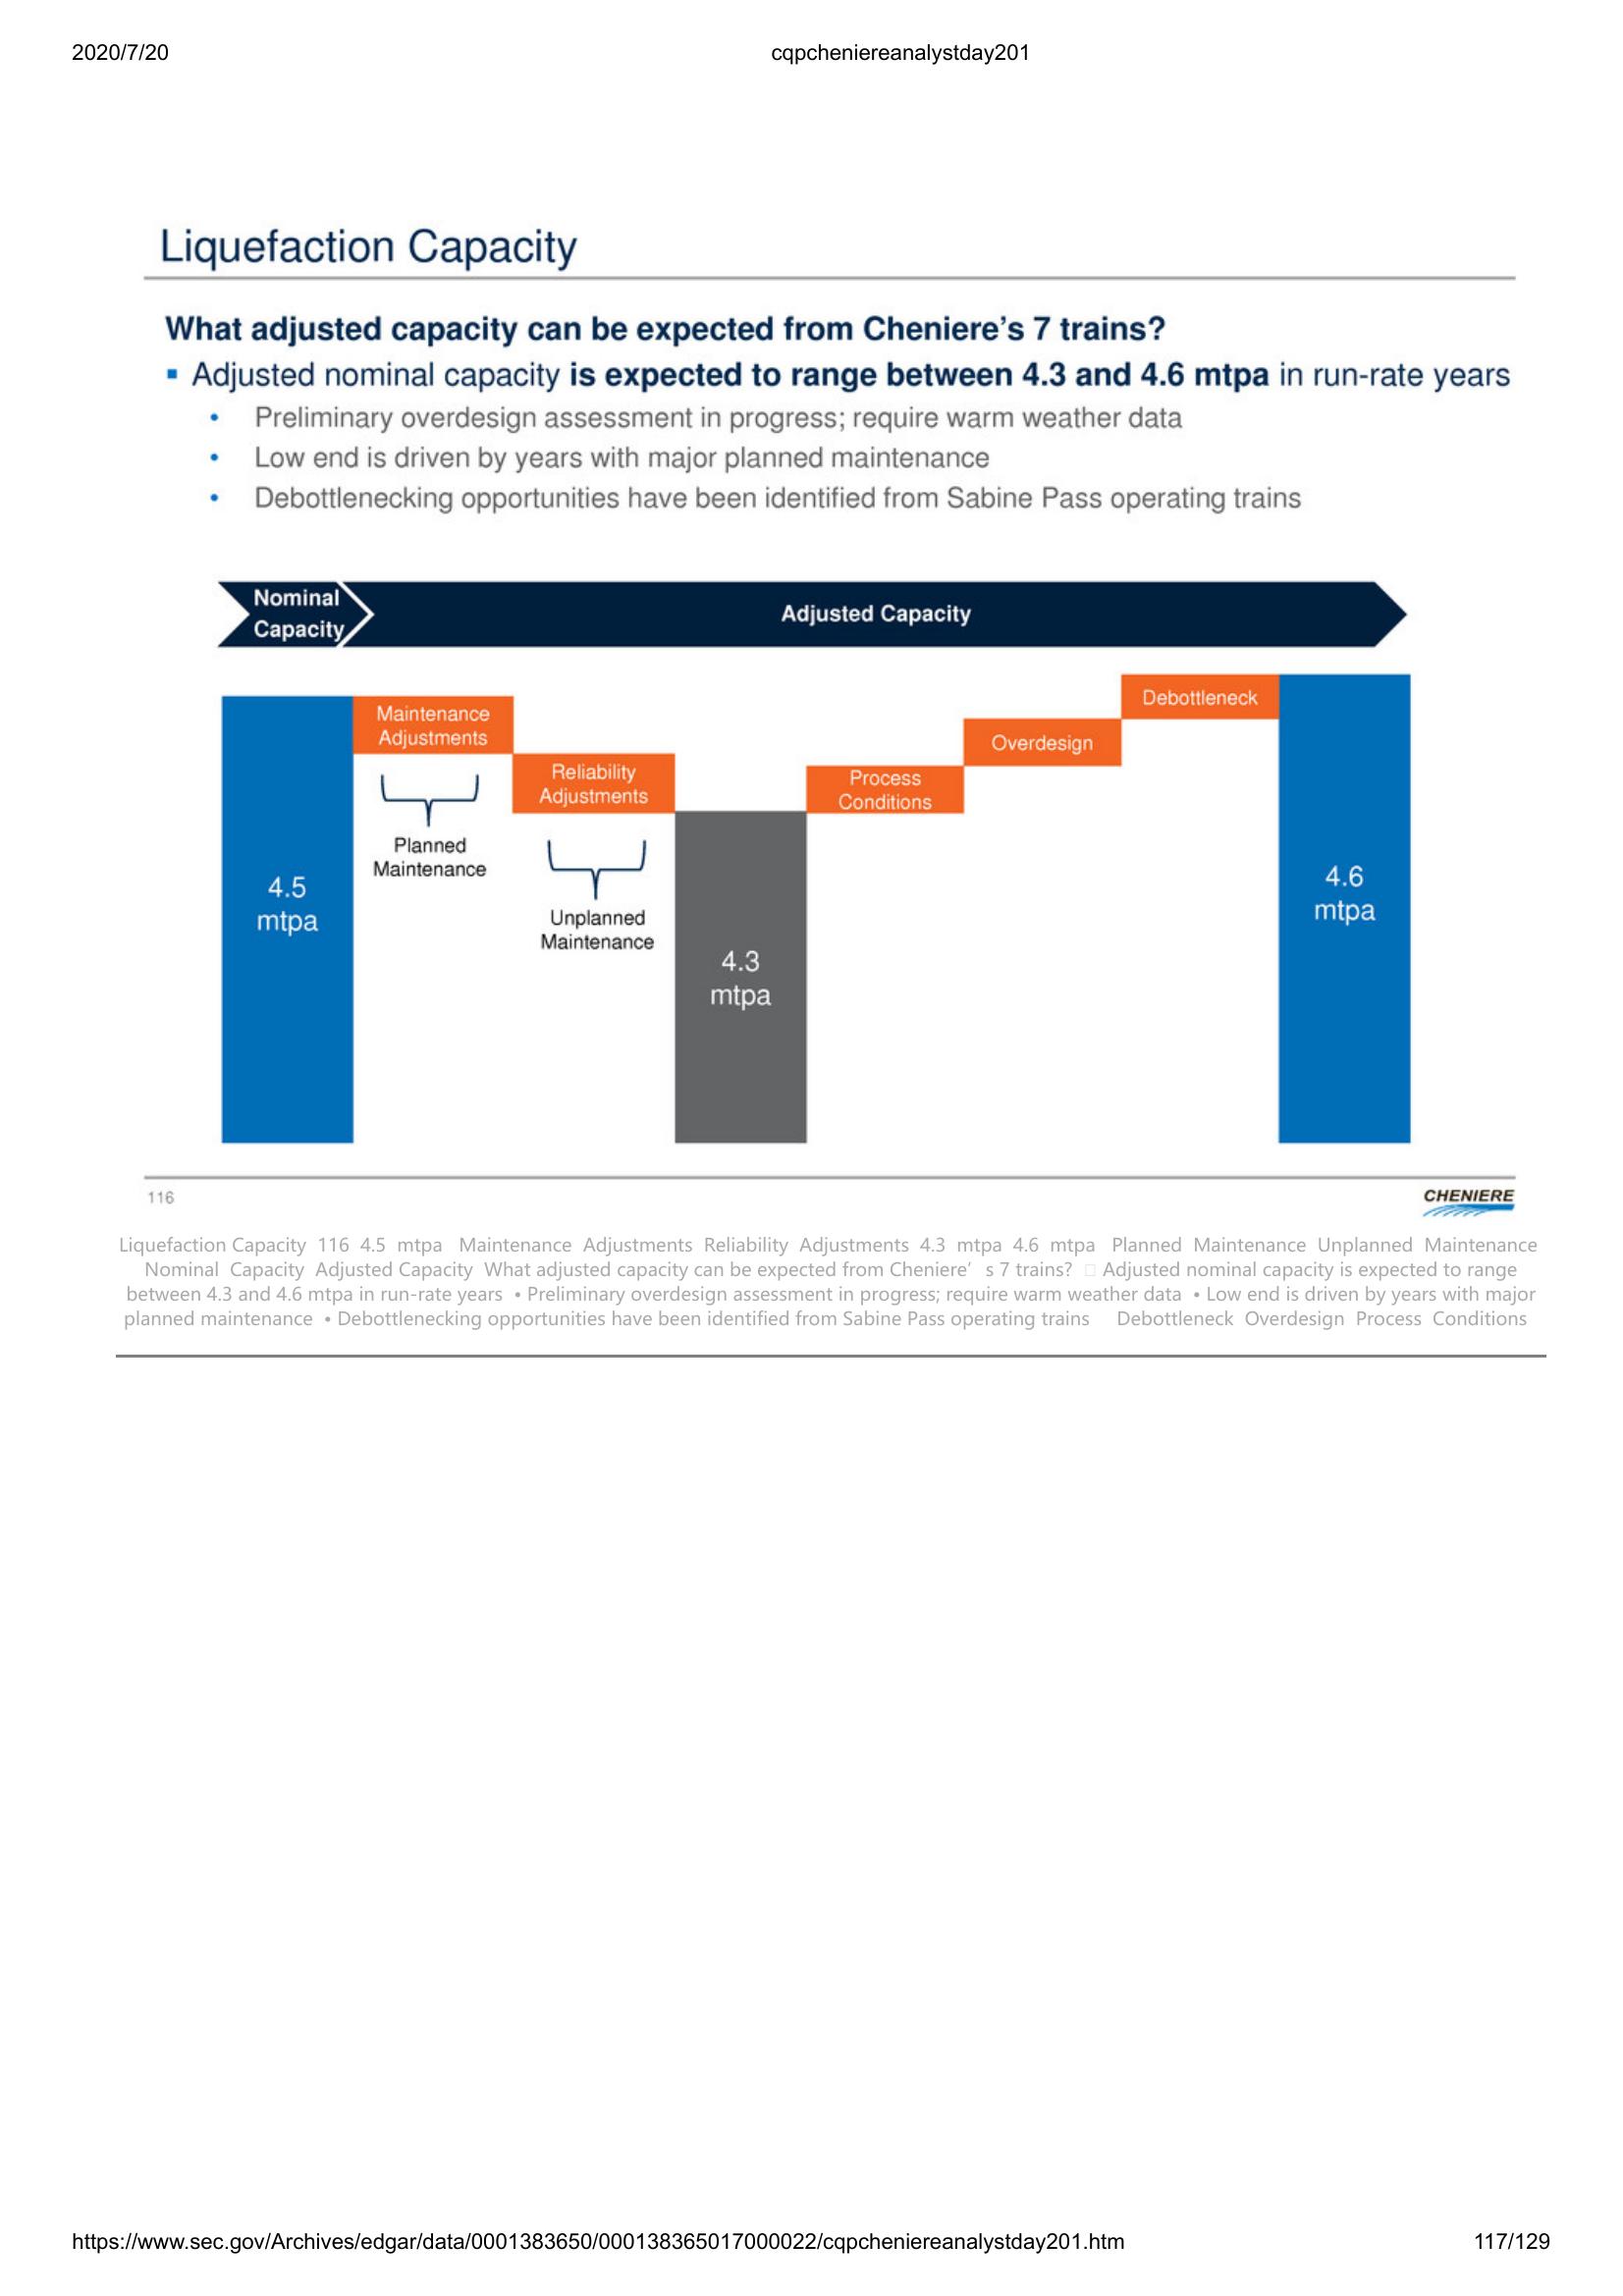 2020/7/20 cqpcheniereanalystday201
Liquefaction Capacity
What adjusted capacity can be expected from Cheniere’s 7 trains?
▪ Adjusted nominal capacity is expected to range between 4.3 and 4.6 mtpa in run-rate years
• Preliminary overdesign assessment in progress; require warm weather data
• Low end is driven by years with major planned maintenance
• Debottlenecking opportunities have been identified from Sabine Pass operating trains
Nominal
Capacity
Adjusted Capacity
4.5
mtpa
Maintenance
Adjustments
Planned
Maintenance
Reliability
Adjustments
Unplanned
Maintenance
4.3
mtpa
Process
Conditions
Overdesign
Debottleneck
4.6
mtpa
116
CHENIERE
Liquefaction Capacity 116 4.5 mtpa Maintenance Adjustments Reliability Adjustments 4.3 mtpa 4.6 mtpa Planned Maintenance Unplanned Maintenance
Nominal Capacity Adjusted Capacity What adjusted capacity can be expected from Cheniere’ s 7 trains? Adjusted nominal capacity is expected to range
between 4.3 and 4.6 mtpa in run-rate years • Preliminary overdesign assessment in progress; require warm weather data • Low end is driven by years with major
planned maintenance • Debottlenecking opportunities have been identified from Sabine Pass operating trains Debottleneck Overdesign Process Conditions
https://www.sec.gov/Archives/edgar/data/0001383650/000138365017000022/cqpcheniereanalystday201.htm 117/129